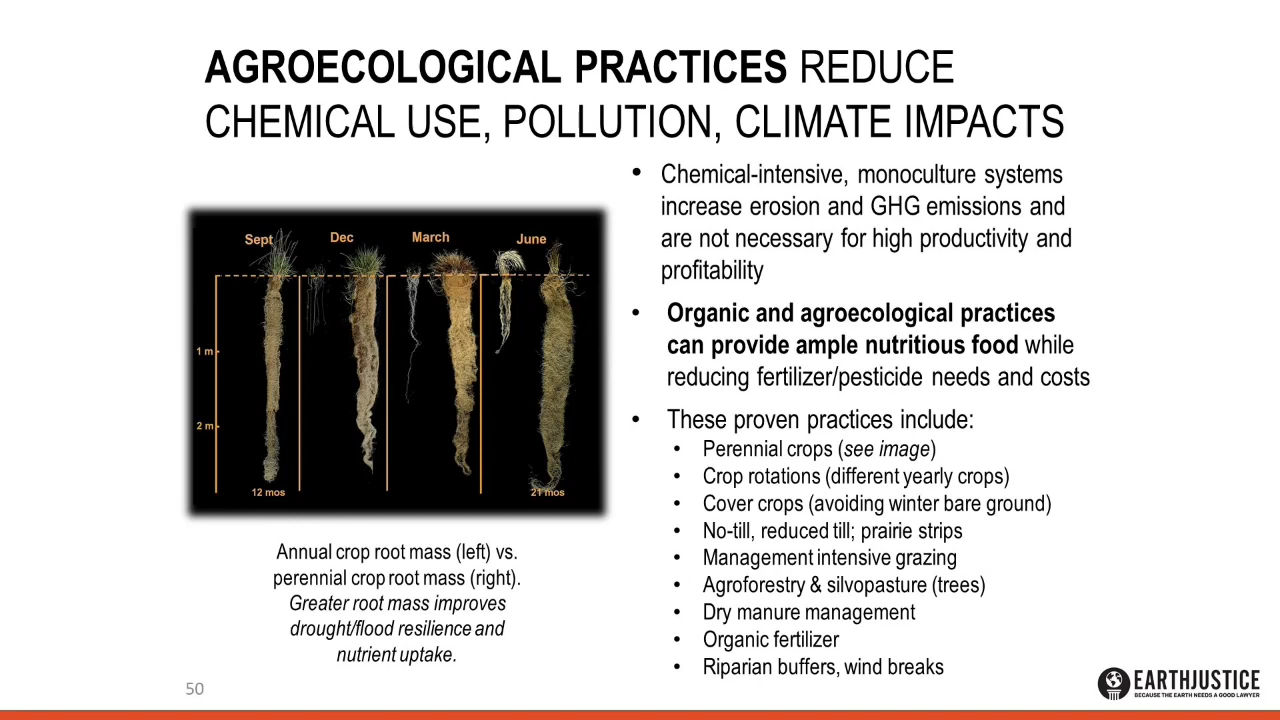 AGROECOLOGICAL PRACTICES REDUCE
CHEMICAL USE, POLLUTION, CLIMATE IMPACTS
Sept
Dec
March
June
1 m
2 m
12 mos
21 mos
Annual crop root mass (left) vs.
perennial crop root mass (right).
Greater root mass improves
drought/flood resilience and
nutrient uptake.
• Chemical-intensive, monoculture systems
increase erosion and GHG emissions and
are not necessary for high productivity and
profitability
• Organic and agroecological practices
can provide ample nutritious food while
reducing fertilizer/pesticide needs and costs
• These proven practices include:
• Perennial crops (see image)
• Crop rotations (different yearly crops)
• Cover crops (avoiding winter bare ground)
• No-till, reduced till; prairie strips
• Management intensive grazing
• Agroforestry & silvopasture (trees)
• Dry manure management
• Organic fertilizer
• Riparian buffers, wind breaks
50
EARTHJUSTICE
BECAUSE THE EARTH NEEDS A GOOD LAWYER